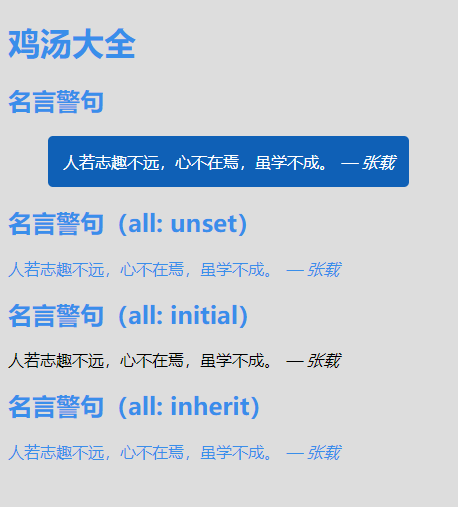 鸡汤大全
名言警句
人若志趣不远，心不在焉，虽学不成。 — 张载
名言警句（all: unset）
人若志趣不远，心不在焉，虽学不成。 — 张载
名言警句（all: initial）
人若志趣不远，心不在焉，虽学不成。 — 张载
名言警句（all: inherit）
人若志趣不远，心不在焉，虽学不成。 — 张载